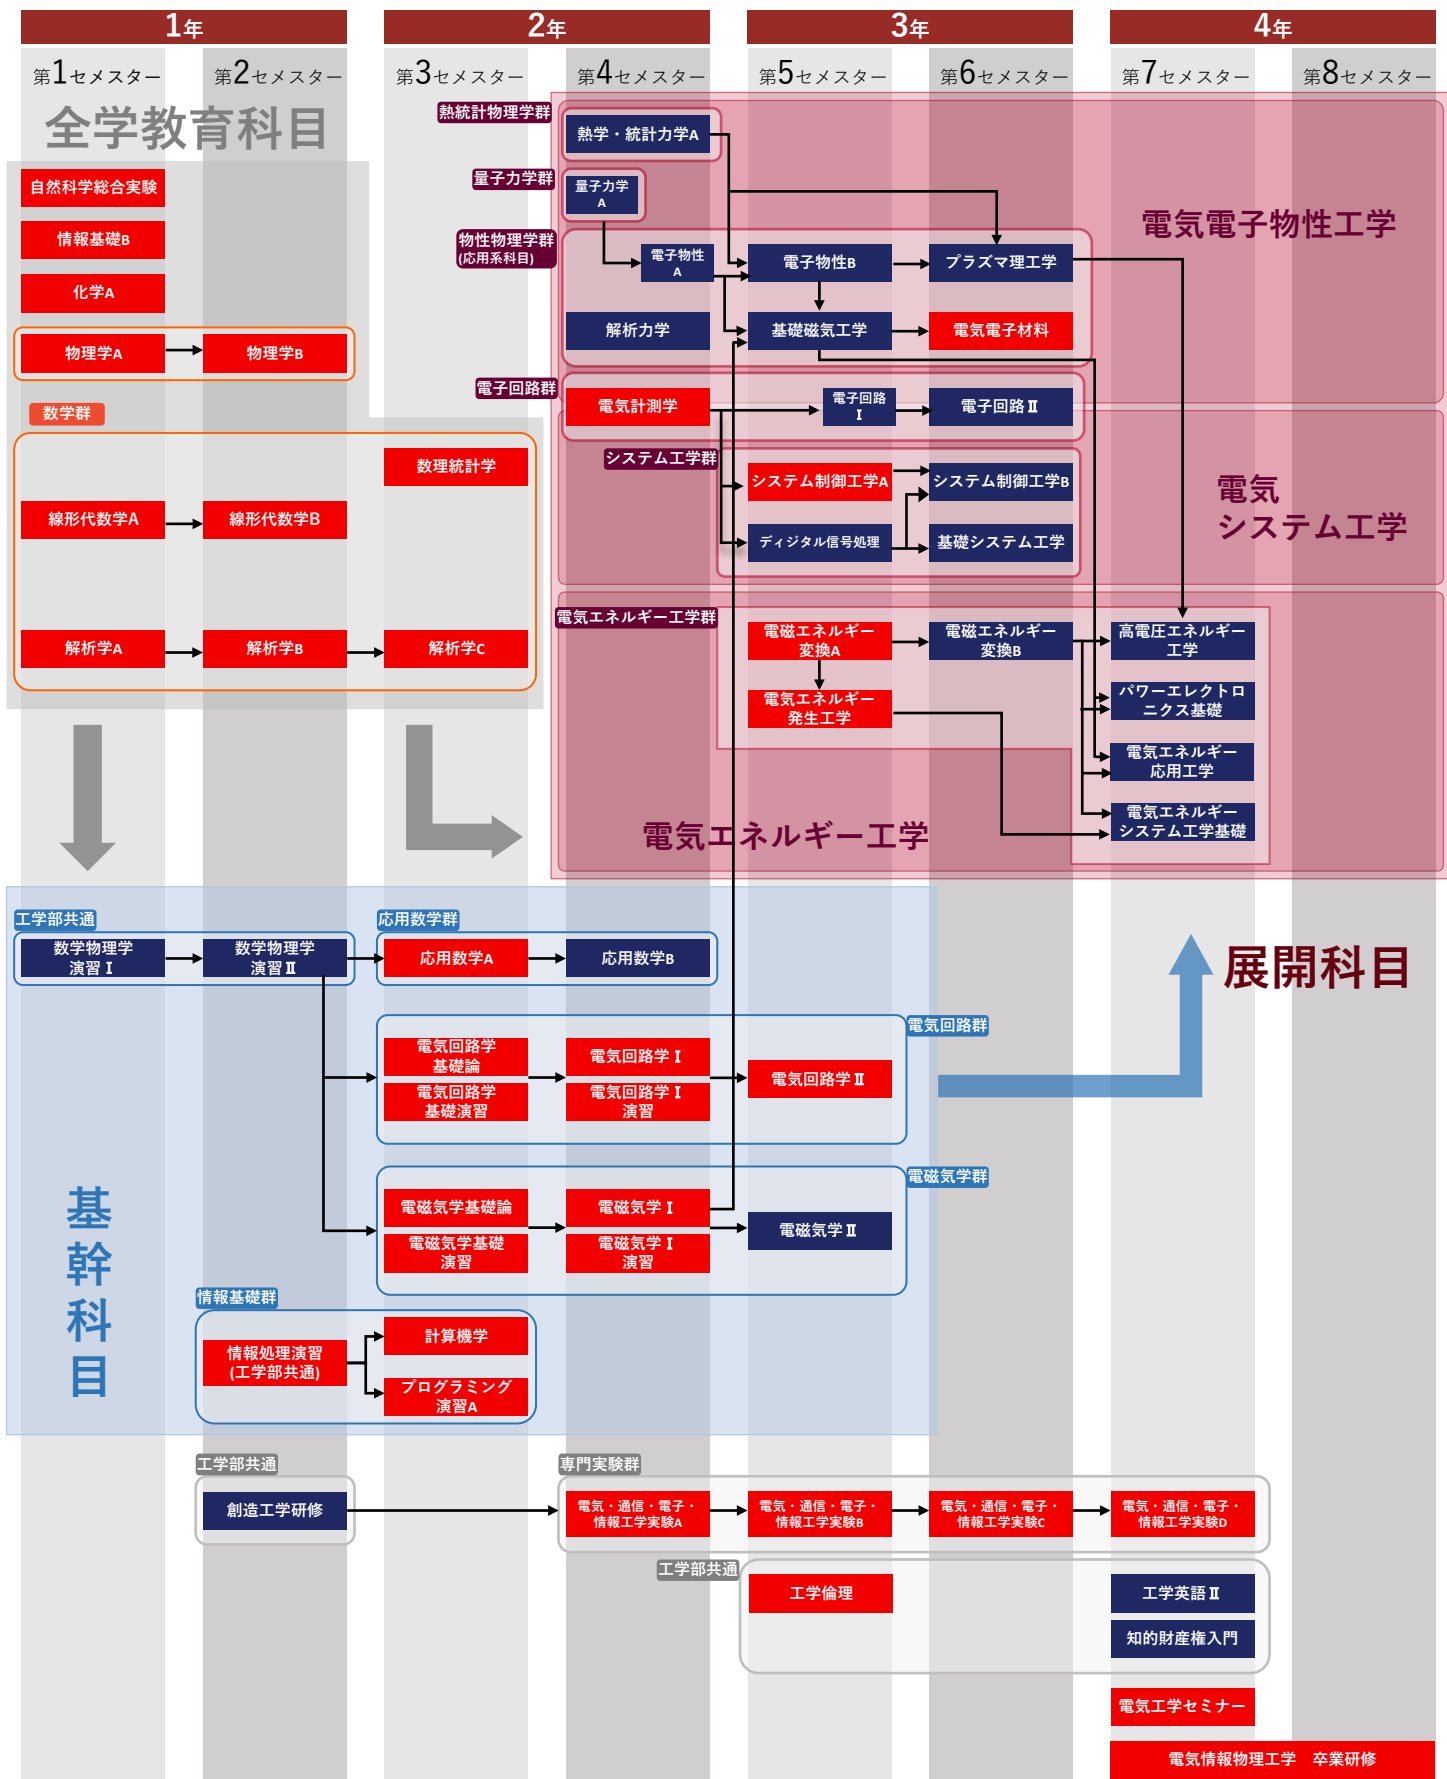 1年
2年
3年
4年
第1セメスター
第2セメスター
第3セメスター
第4セメスター
第5セメスター
第6セメスター
第7セメスター
第8セメスター
全学教育科目
自然科学総合実験
情報基礎B
化学A
物理学A
物理学B
数学群
数理統計学
線形代数学A
線形代数学B
解析学A
解析学B
解析学C
熱統計物理学群
熱学・統計力学A
量子力学群
量子力学
A
電気電子物性工学
物性物理学群
(応用系科目)
電子物性
A
電子物性B
プラズマ理工学
解析力学
基礎磁気工学
電気電子材料
電子回路群
電気計測学
電子回路
I
電子回路Ⅱ
システム工学群
システム制御工学A
システム制御工学B
ディジタル信号処理
基礎システム工学
電気
システム工学
電気エネルギー工学群
電磁エネルギー
変換A
電磁エネルギー
変換B
高電圧エネルギー
工学
電気エネルギー
発生工学
パワーエレクトロ
ニクス基礎
電気エネルギー
応用工学
電気エネルギー
システム工学基礎
電気エネルギー工学
工学部共通
数学物理学
演習Ⅰ
数学物理学
演習Ⅱ
応用数学群
応用数学A
応用数学B
展開科目
電気回路群
電気回路学
基礎論
電気回路学
基礎演習
電気回路学Ⅰ
電気回路学Ⅰ
演習
電気回路学Ⅱ
電磁気学群
電磁気学基礎論
電磁気学基礎
演習
電磁気学Ⅰ
電磁気学Ⅰ
演習
電磁気学Ⅱ
基
幹
科
目
情報基礎群
情報処理演習
(工学部共通)
計算機学
プログラミング
演習A
工学部共通
創造工学研修
専門実験群
電気・通信・電子・
情報工学実験A
電気・通信・電子・
情報工学実験B
電気・通信・電子・
情報工学実験C
電気・通信・電子・
情報工学実験D
工学部共通
工学倫理
工学英語Ⅱ
知的財産権入門
電気工学セミナー
電気情報物理工学 卒業研修